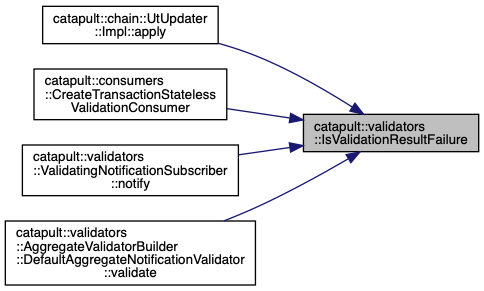 catapult::chain::UtUpdater
::Impl::apply
catapult::consumers
::CreateTransactionStateless
ValidationConsumer
catapult::validators
::IsValidationResultFailure
catapult::validators
::ValidatingNotificationSubscriber
::notify
catapult::validators
::AggregateValidatorBuilder
::DefaultAggregateNotificationValidator
::validate